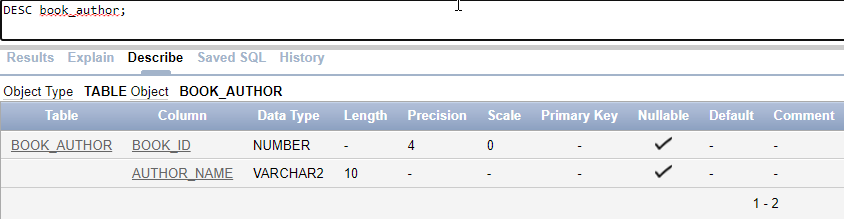 DESC book_author;
Results Explain Describe Saved SQL History
Object Type TABLE Object BOOK_AUTHOR
Table Column Data Type Length Precision Scale Primary Key Nullable Default Comment
BOOK_AUTHOR BOOK_ID NUMBER - 4 0 - ✓ - -
AUTHOR_NAME VARCHAR2 10 - - - ✓ - -
1 - 2